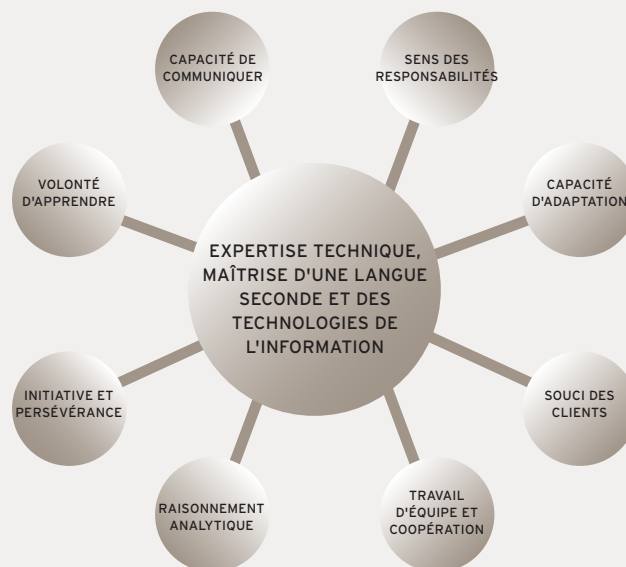 CAPACITÉ DE
COMMUNIQUER
SENS DES
RESPONSABILITÉS
VOLONTÉ
D'APPRENDRE
CAPACITÉ
D'ADAPTATION
EXPERTISE TECHNIQUE,
MAÎTRISE D'UNE LANGUE
SECONDE ET DES
TECHNOLOGIES DE
L'INFORMATION
INITIATIVE ET
PERSÉVÉRANCE
SOUCI DES
CLIENTS
RAISONNEMENT
ANALYTIQUE
TRAVAIL
D'ÉQUIPE ET
COOPÉRATION